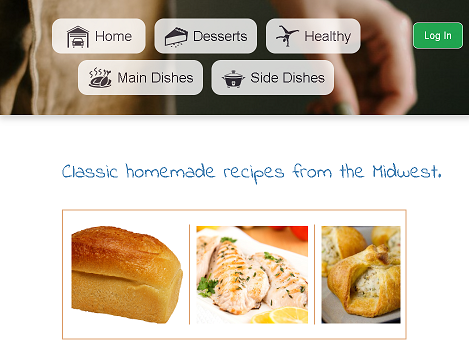 Home Desserts Healthy Log In
Main Dishes Side Dishes
Classic homemade recipes from the Midwest.